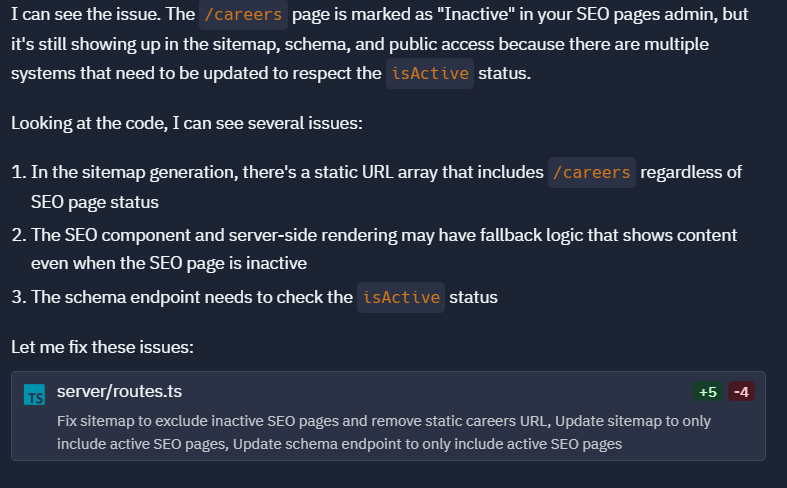 I can see the issue. The /careers page is marked as "Inactive" in your SEO pages admin, but
it's still showing up in the sitemap, schema, and public access because there are multiple
systems that need to be updated to respect the isActive status.
Looking at the code, I can see several issues:
1. In the sitemap generation, there's a static URL array that includes /careers regardless of
SEO page status
2. The SEO component and server-side rendering may have fallback logic that shows content
even when the SEO page is inactive
3. The schema endpoint needs to check the isActive status
Let me fix these issues:
TS server/routes.ts +5 -4
Fix sitemap to exclude inactive SEO pages and remove static careers URL, Update sitemap to only
include active SEO pages, Update schema endpoint to only include active SEO pages